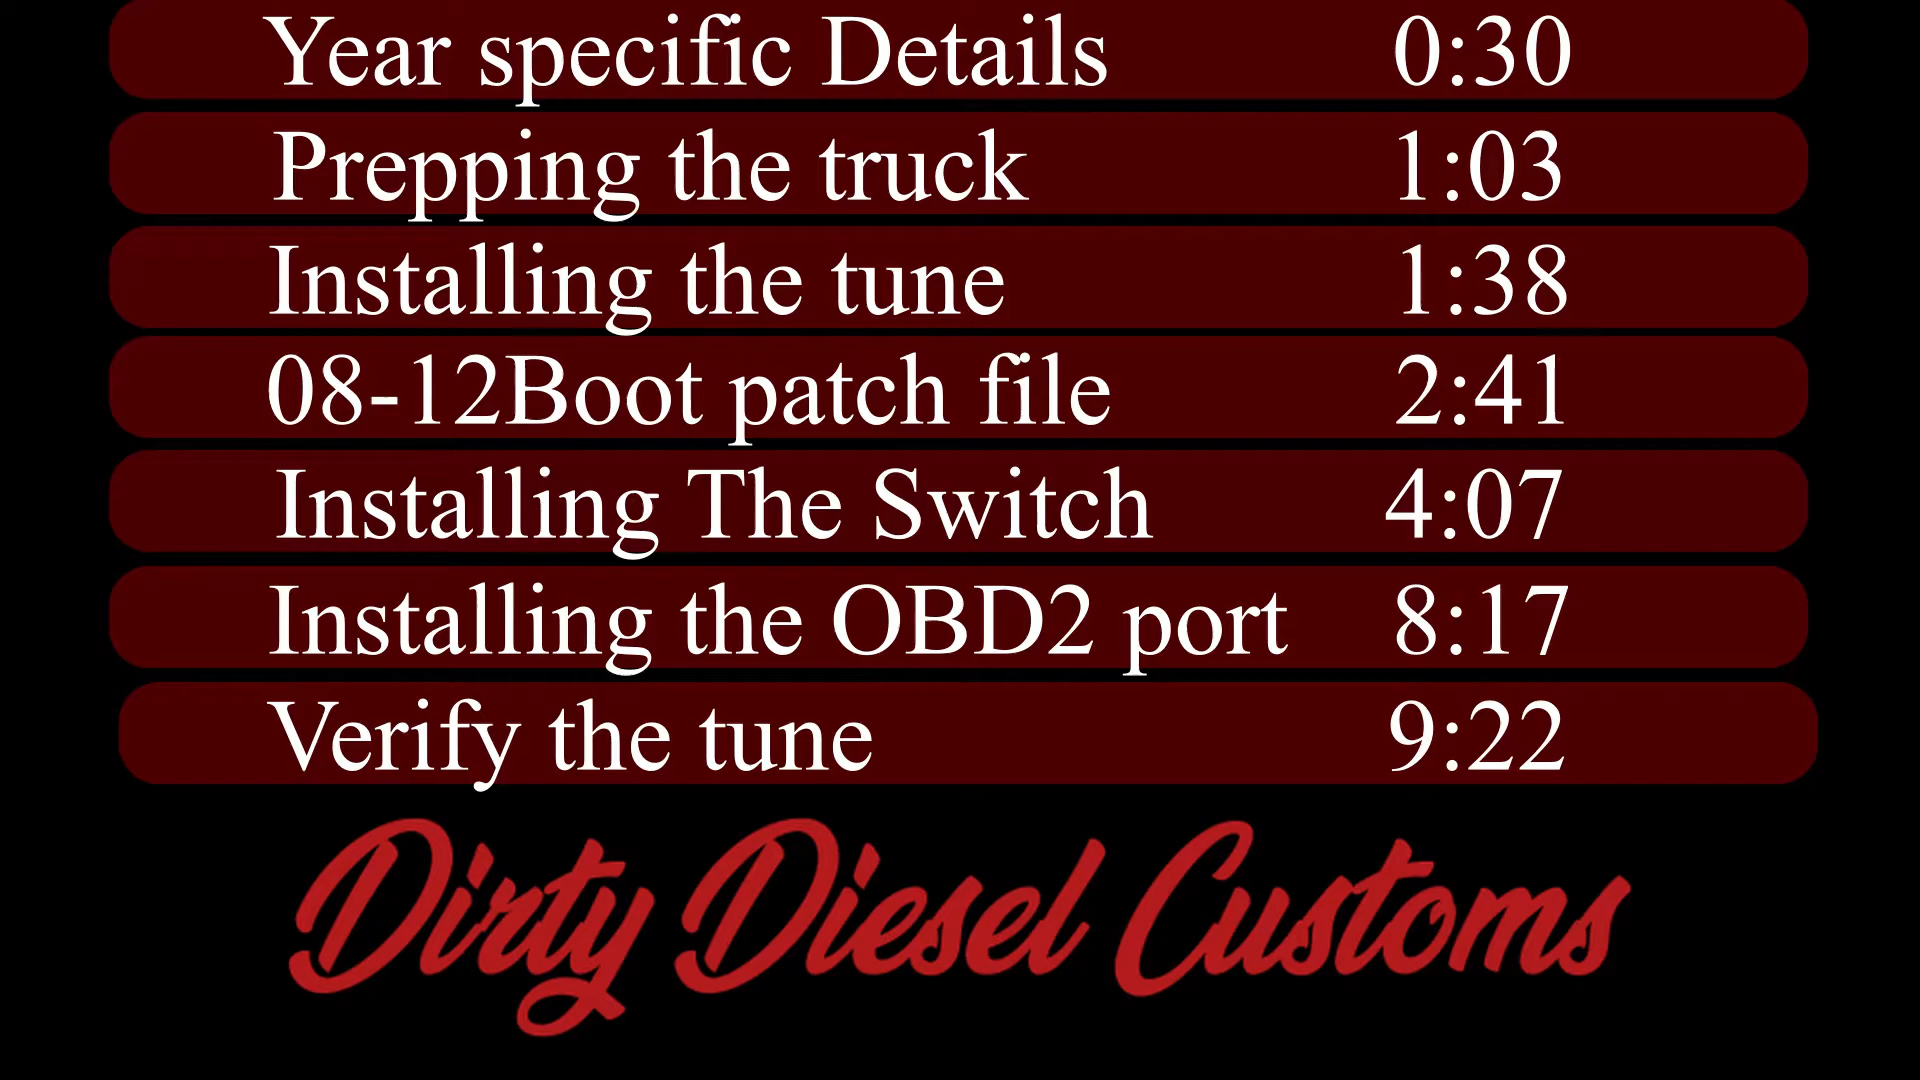 Year specific Details 0:30
Prepping the truck 1:03
Installing the tune 1:38
08-12Boot patch file 2:41
Installing The Switch 4:07
Installing the OBD2 port 8:17
Verify the tune 9:22
Dirty Diesel Customs